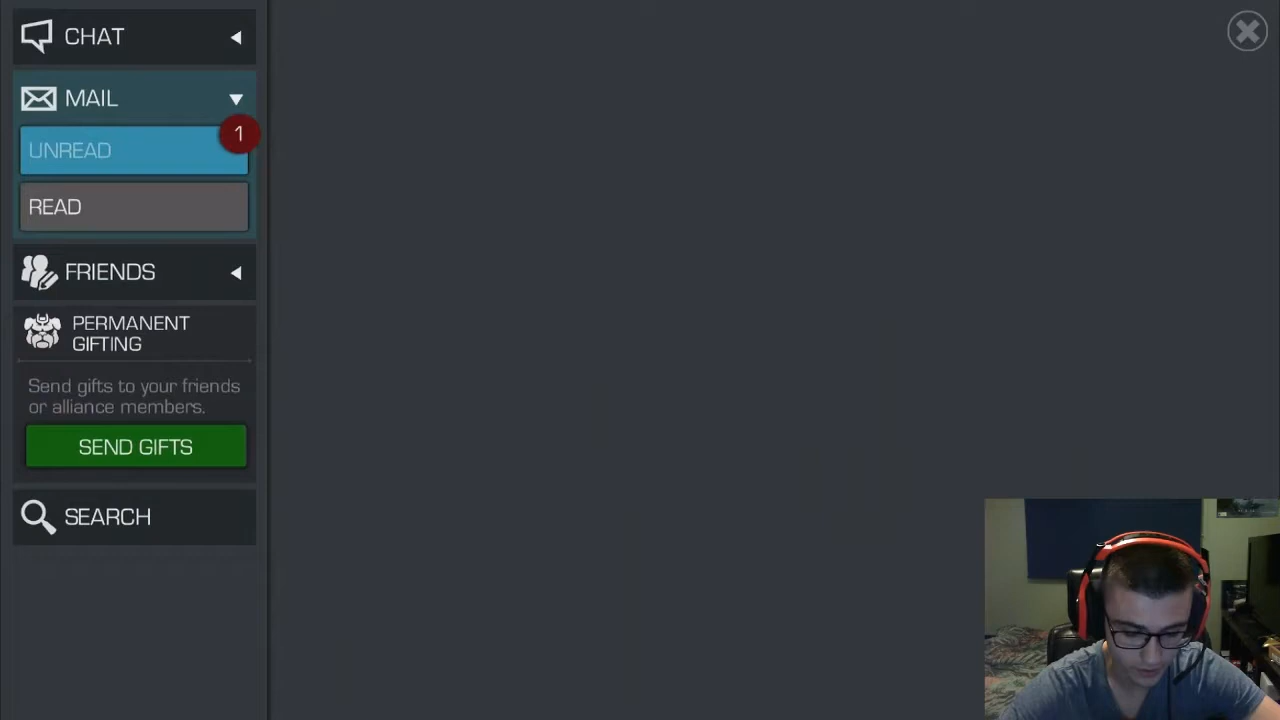 CHAT
MAIL
1
UNREAD
READ
FRIENDS
PERMANENT
GIFTING
Send gifts to your friends
or alliance members.
SEND GIFTS
SEARCH